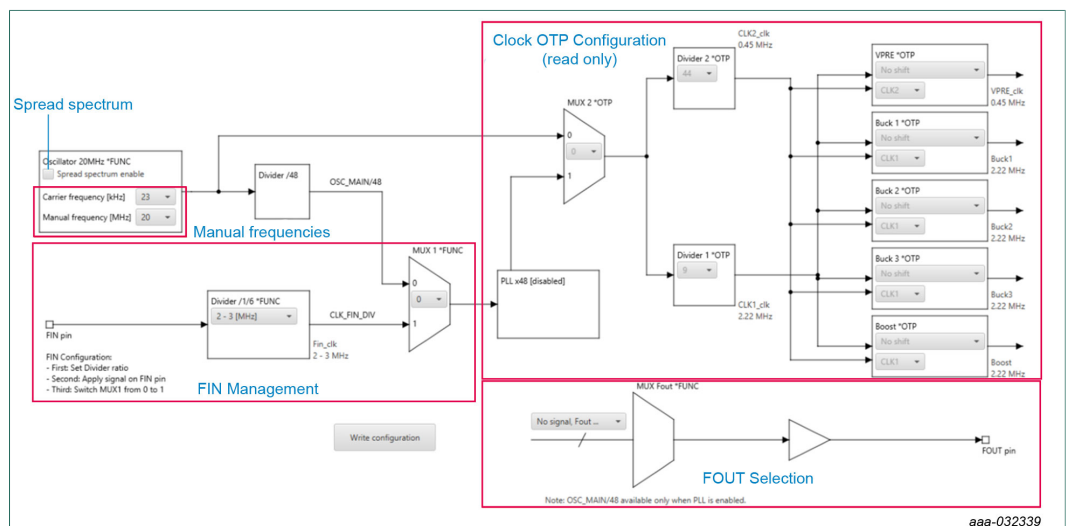 Clock OTP Configuration
(read only)
CLK2_clk
0.45 MHz
Divider 2 *OTP
44
VPRE *OTP
No shift
CLK2
VPRE_clk
0.45 MHz
Spread spectrum
MUX 2 *OTP
0
0
1
Buck 1 *OTP
No shift
CLK1
Buck1
2.22 MHz
Oscillator 20MHz *FUNC
Spread spectrum enable
Carrier frequency [kHz]
23
Manual frequency [MHz]
20
Divider /48
OSC_MAIN/48
Manual frequencies
Buck 2 *OTP
No shift
CLK1
Buck2
2.22 MHz
MUX 1 *FUNC
0
0
1
PLL x48 [disabled]
Divider 1 *OTP
9
CLK1_clk
2.22 MHz
Buck 3 *OTP
No shift
CLK1
Buck3
2.22 MHz
Divider /1/6 *FUNC
2 - 3 [MHz]
CLK_FIN_DIV
Fin_clk
2 - 3 MHz
FIN pin
Boost *OTP
No shift
CLK1
Boost
2.22 MHz
FIN Configuration:
- First: Set Divider ratio
- Second: Apply signal on FIN pin
- Third: Switch MUX1 from 0 to 1
FIN Management
MUX Fout *FUNC
No signal, Fout ...
Write configuration
FOUT pin
FOUT Selection
Note: OSC_MAIN/48 available only when PLL is enabled.
aaa-032339